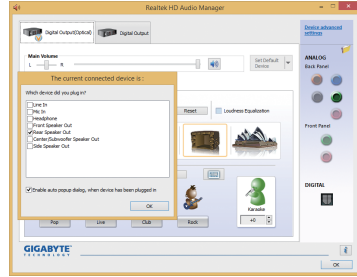 Realtek HD Audio Manager
Digital Output(Optical)
Digital Output
Device advanced
settings
Main Volume
L
R
Set Default
Device
ANALOG
Back Panel
The current connected device is :
Which device did you plug in?
Line In
Mic In
Headphone
Front Speaker Out
Rear Speaker Out
Center/Subwoofer Speaker Out
Side Speaker Out
Reset
Loudness Equalization
Front Panel
Enable auto popup dialog, when device has been plugged in
OK
DIGITAL
Karaoke
+0
Pop
Live
Club
Rock
GIGABYTE
TECHNOLOGY
OK